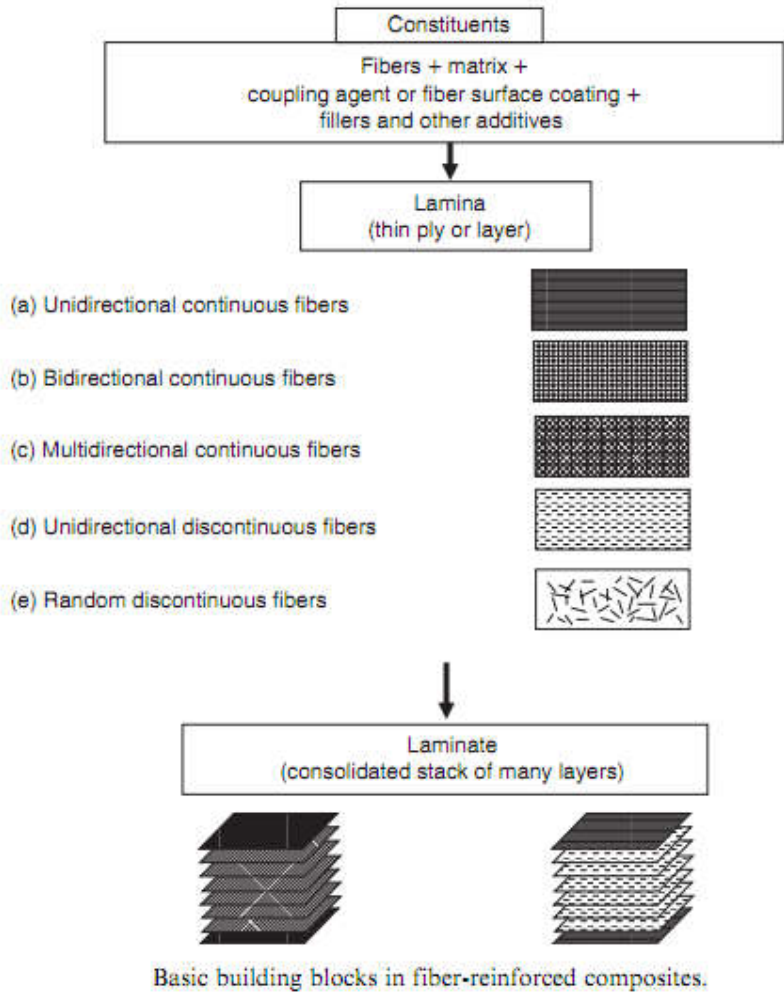 Constituents
Fibers + matrix +
coupling agent or fiber surface coating +
fillers and other additives
Lamina
(thin ply or layer)
(a) Unidirectional continuous fibers
(b) Bidirectional continuous fibers
(c) Multidirectional continuous fibers
(d) Unidirectional discontinuous fibers
(e) Random discontinuous fibers
Laminate
(consolidated stack of many layers)
Basic building blocks in fiber-reinforced composites.